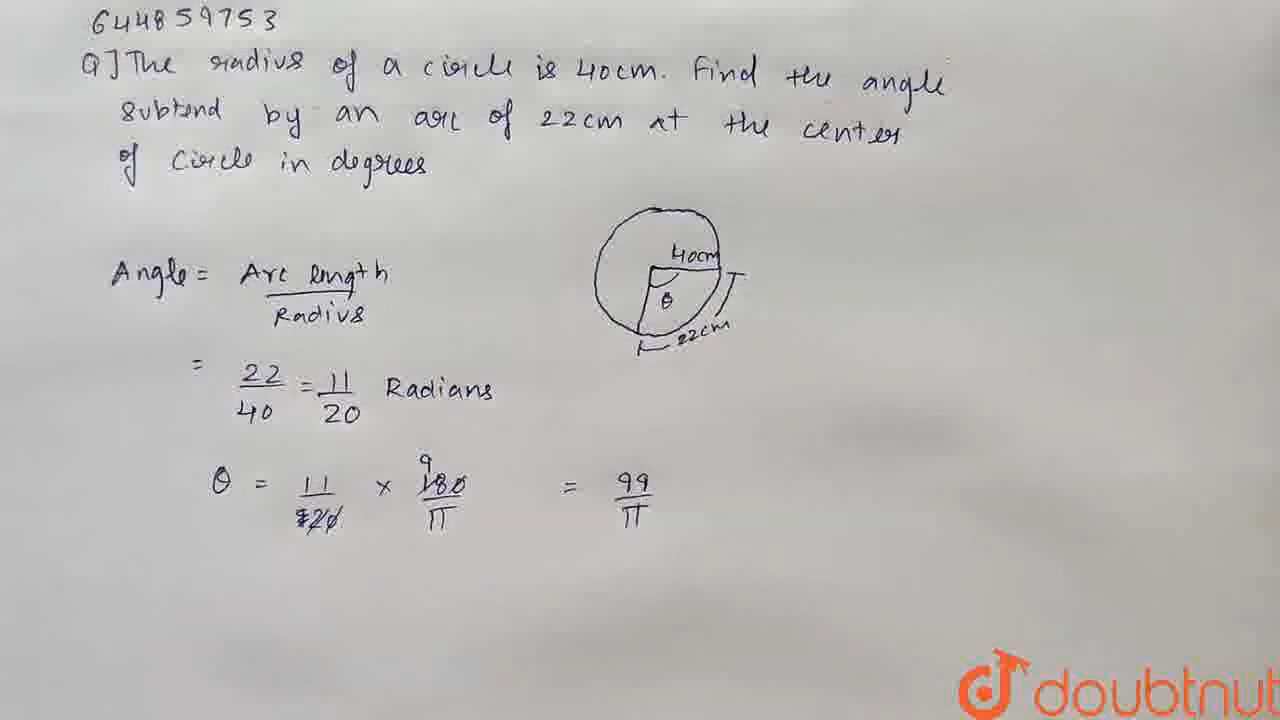 644859753
Q] The radius of a circle is 40cm. Find the angle
subtend by an arc of 22cm at the center
of circle in degrees
Angle = Arc length
Radius
40cm
θ
22cm
= 22/40 = 11/20 Radians
θ = 11/20 × 180/π = 99/π
9
doubtnut